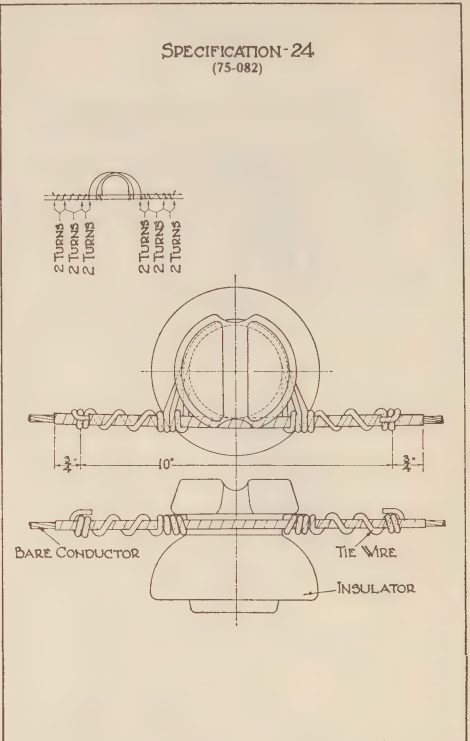 SPECIFICATION-24
(75-082)
2 TURNS
2 TURNS
2 TURNS
2 TURNS
2 TURNS
2 TURNS
3/4"
10"
3/4"
BARE CONDUCTOR
TIE WIRE
INSULATOR